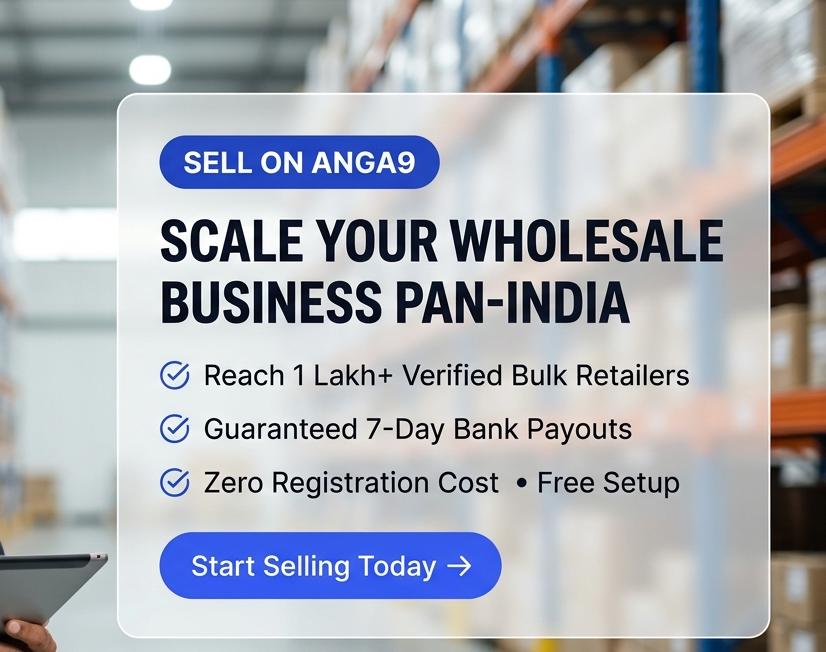 SELL ON ANGA9
SCALE YOUR WHOLESALE
BUSINESS PAN-INDIA
Reach 1 Lakh+ Verified Bulk Retailers
Guaranteed 7-Day Bank Payouts
Zero Registration Cost • Free Setup
Start Selling Today →